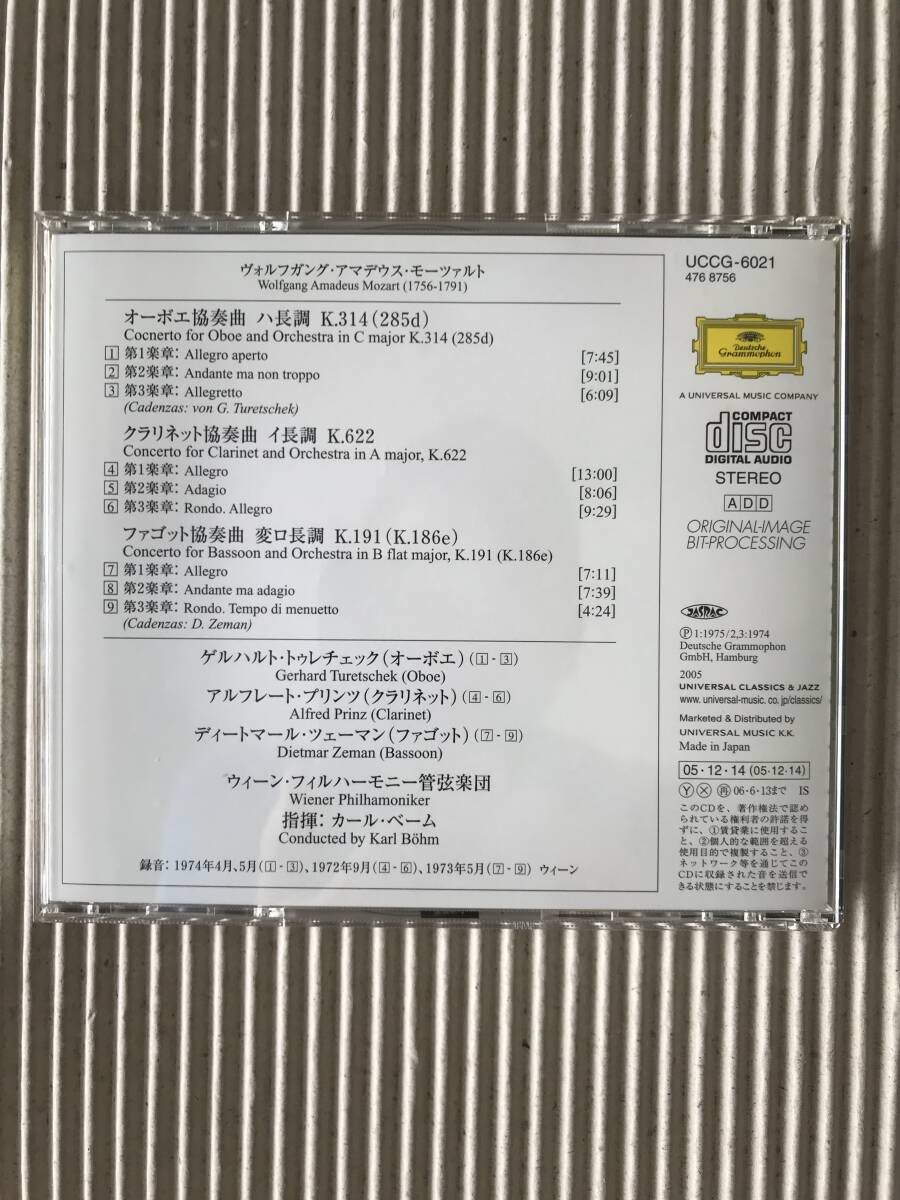 ヴォルフガング・アマデウス・モーツァルト
Wolfgang Amadeus Mozart (1756-1791)
オーボエ協奏曲 ハ長調 K.314(285d)
Cocnerto for Oboe and Orchestra in C major K.314 (285d)
1 第1楽章: Allegro aperto [7:45]
2 第2楽章: Andante ma non troppo [9:01]
3 第3楽章: Allegretto [6:09]
(Cadenzas: von G. Turetschek)
クラリネット協奏曲 イ長調 K.622
Concerto for Clarinet and Orchestra in A major, K.622
4 第1楽章: Allegro [13:00]
5 第2楽章: Adagio [8:06]
6 第3楽章: Rondo. Allegro [9:29]
ファゴット協奏曲 変ロ長調 K.191(K.186e)
Concerto for Bassoon and Orchestra in B flat major, K.191 (K.186e)
7 第1楽章: Allegro [7:11]
8 第2楽章: Andante ma adagio [7:39]
9 第3楽章: Rondo. Tempo di menuetto [4:24]
(Cadenzas: D. Zeman)
ゲルハルト・トゥレチェック(オーボエ)(1-3)
Gerhard Turetschek (Oboe)
アルフレート・プリンツ(クラリネット)(4-6)
Alfred Prinz (Clarinet)
ディートマール・ツェーマン(ファゴット)(7-9)
Dietmar Zeman (Bassoon)
ウィーン・フィルハーモニー管弦楽団
Wiener Philhamoniker
指揮: カール・ベーム
Conducted by Karl Böhm
録音: 1974年4月、5月(1-3)、1972年9月(4-6)、1973年5月(7-9) ウィーン
UCCG-6021
476 8756
Deutsche
Grammophon
A UNIVERSAL MUSIC COMPANY
COMPACT
disc
DIGITAL AUDIO
STEREO
ADD
ORIGINAL-IMAGE
BIT-PROCESSING
JASRAC
Ⓟ1:1975/2,3:1974
Deutsche Grammophon
GmbH, Hamburg
2005
UNIVERSAL CLASSICS & JAZZ
www.universal-music.co.jp/classics/
Marketed & Distributed by
UNIVERSAL MUSIC K.K.
Made in Japan
05・12・14(05・12・14)
Ⓨ Ⓧ 再 06・6・13まで IS
このCDを、著作権法で認め
られている権利者の許諾を得
ずに、①賃貸業に使用するこ
と、②個人的な範囲を超える
使用目的で複製すること、③
ネットワーク等を通じてこの
CDに収録された音を送信で
きる状態にすることを禁じます。